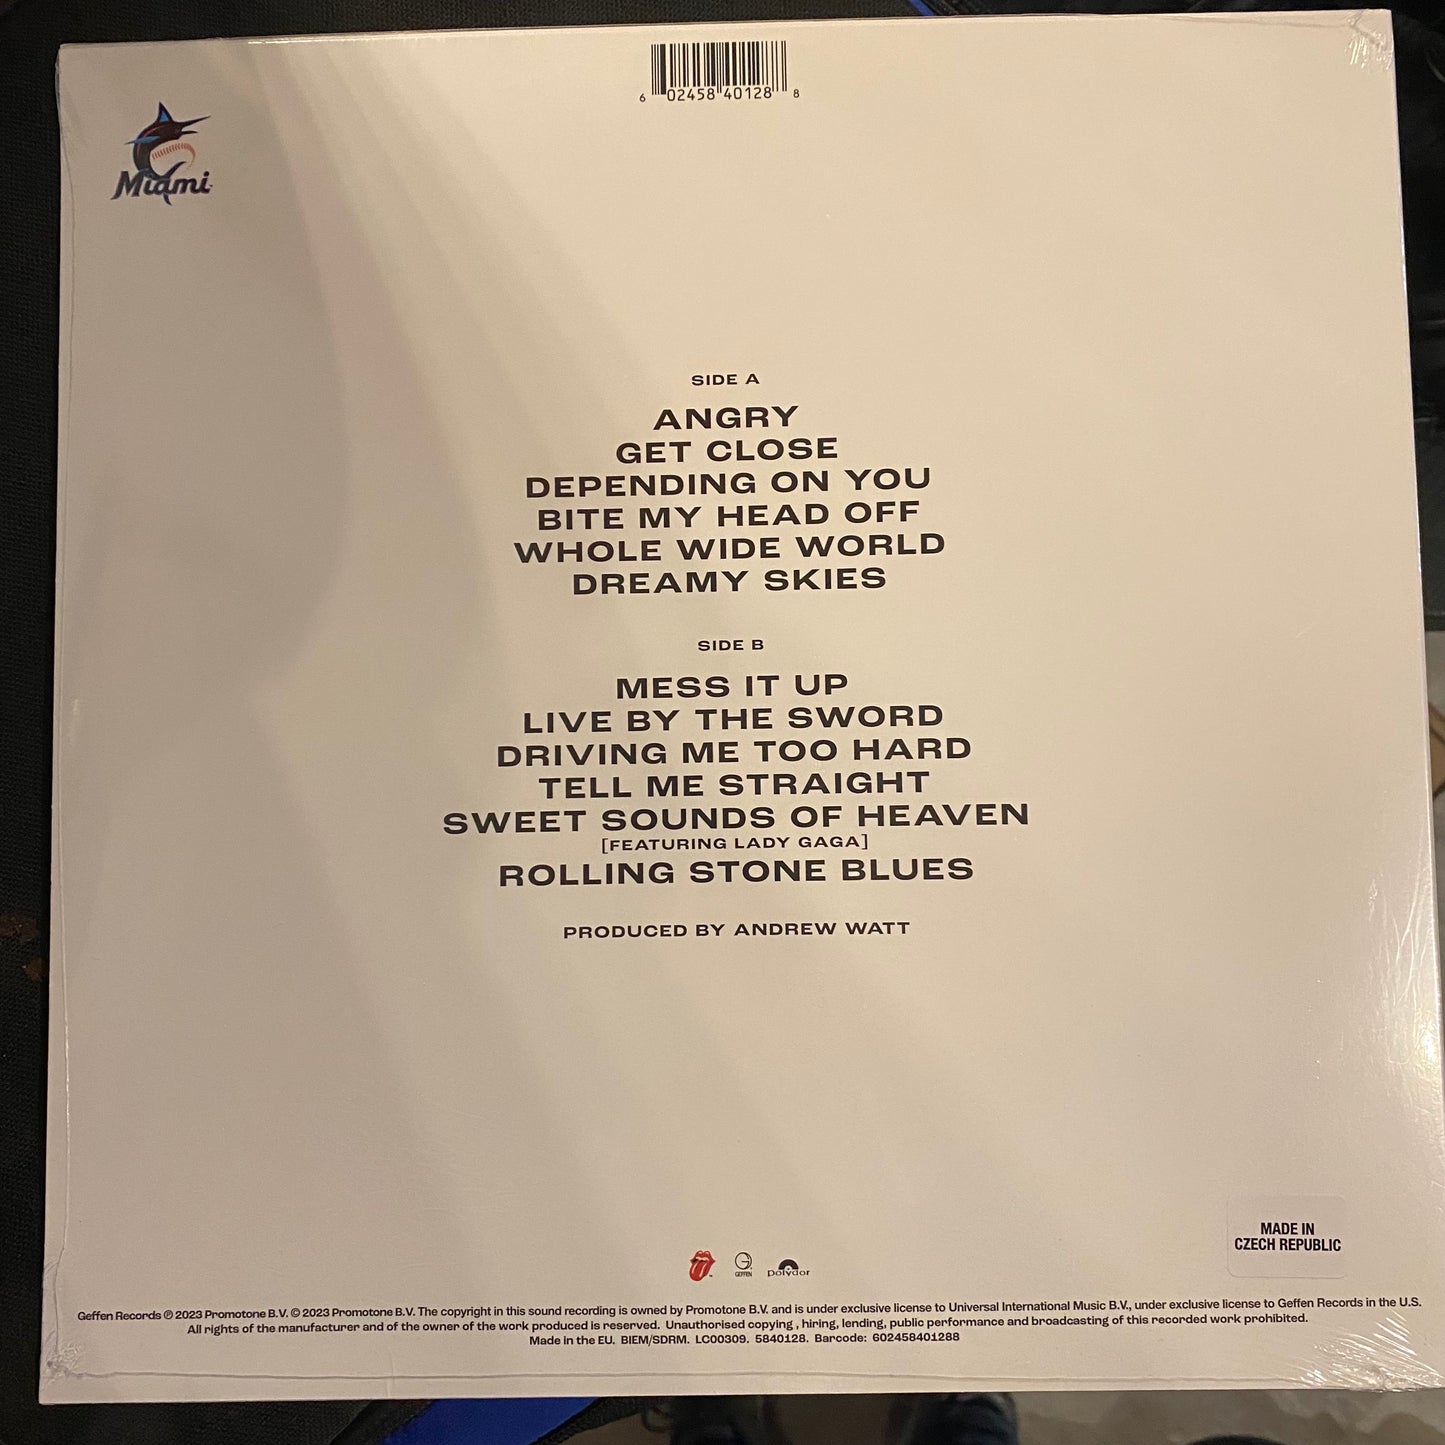 6 02458 40128 8
Miami
SIDE A
ANGRY
GET CLOSE
DEPENDING ON YOU
BITE MY HEAD OFF
WHOLE WIDE WORLD
DREAMY SKIES
SIDE B
MESS IT UP
LIVE BY THE SWORD
DRIVING ME TOO HARD
TELL ME STRAIGHT
SWEET SOUNDS OF HEAVEN
[FEATURING LADY GAGA]
ROLLING STONE BLUES
PRODUCED BY ANDREW WATT
MADE IN
CZECH REPUBLIC
GEFFEN polydor
Geffen Records ℗ 2023 Promotone B.V. © 2023 Promotone B.V. The copyright in this sound recording is owned by Promotone B.V. and is under exclusive license to Universal International Music B.V., under exclusive license to Geffen Records in the U.S.
All rights of the manufacturer and of the owner of the work produced is reserved. Unauthorised copying , hiring, lending, public performance and broadcasting of this recorded work prohibited.
Made in the EU. BIEM/SDRM. LC00309. 5840128. Barcode: 602458401288